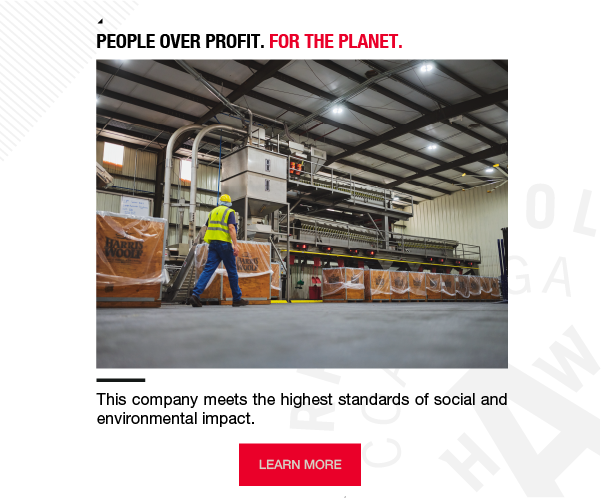 PEOPLE OVER PROFIT. FOR THE PLANET.
HARRIS
WOOLF
This company meets the highest standards of social and
environmental impact.
LEARN MORE